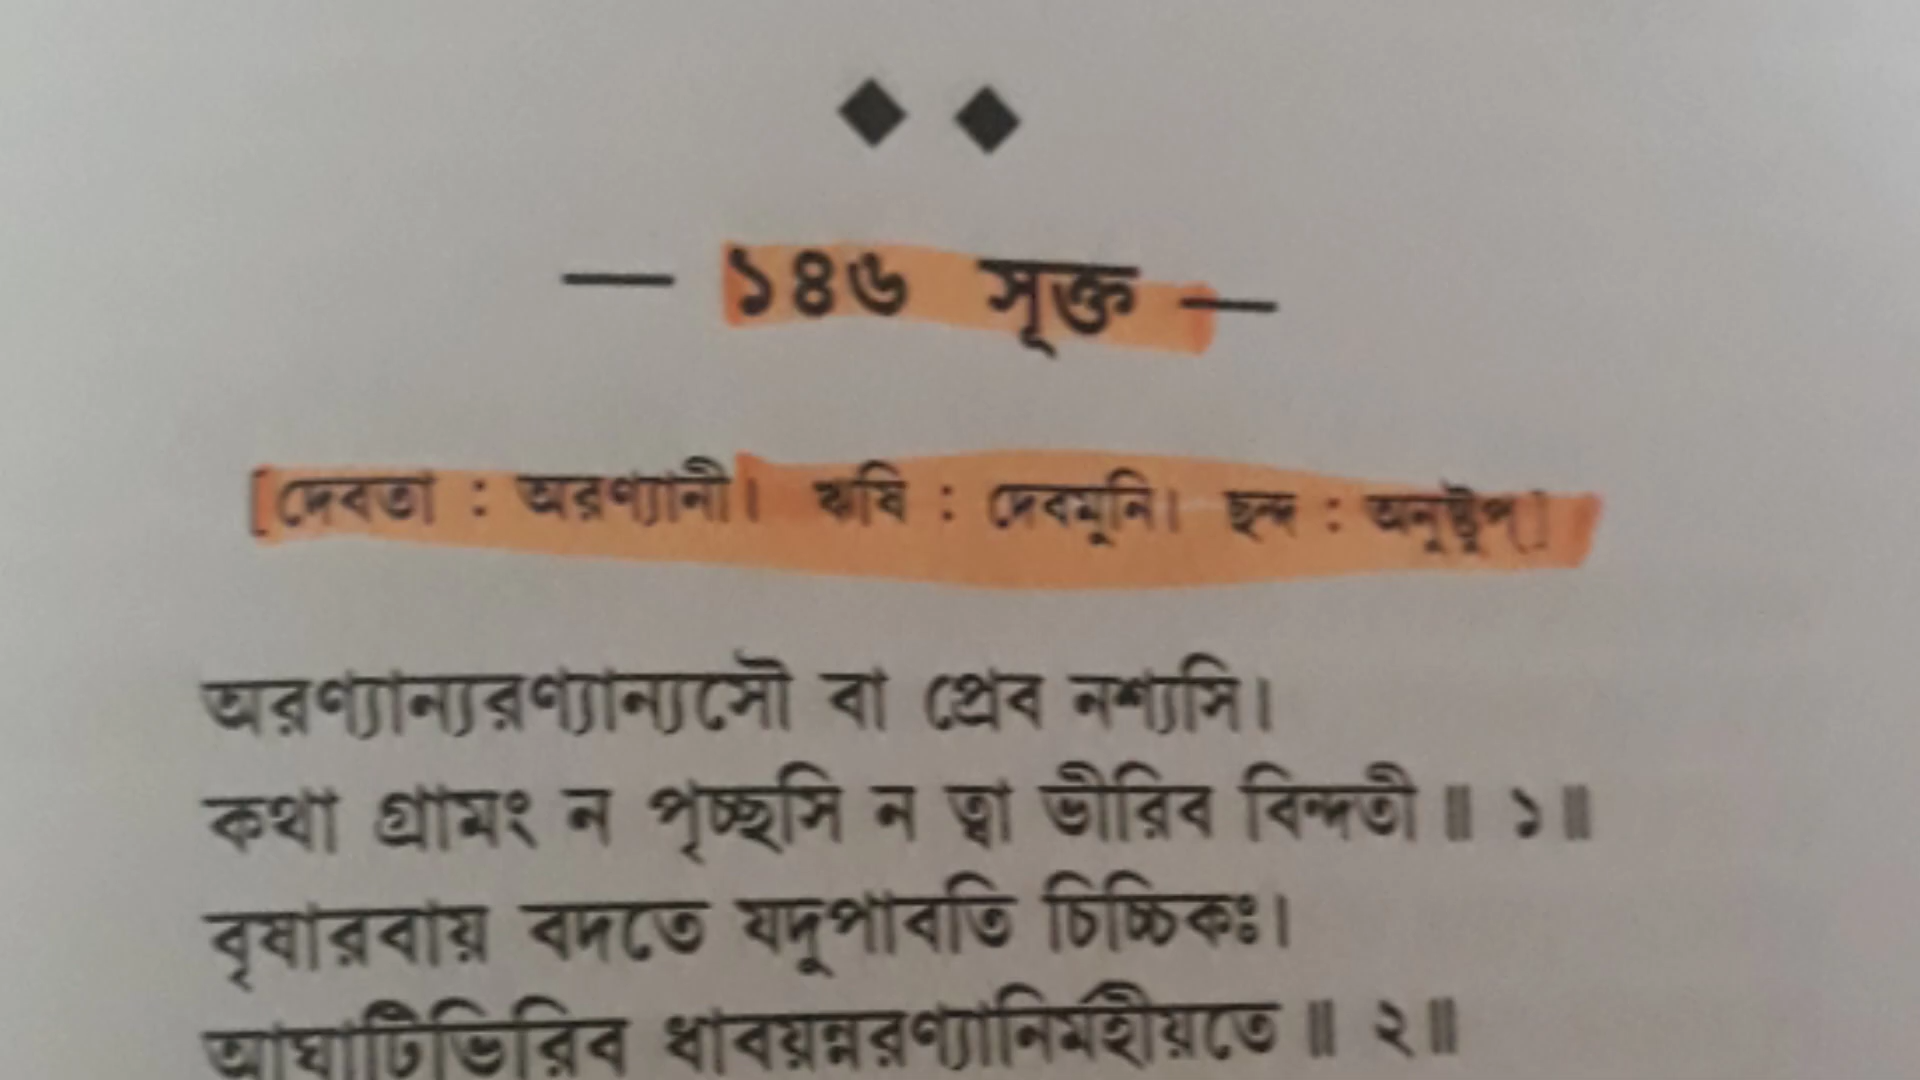 — ১৪৬ সূক্ত —
[দেবতা : অরণ্যানী। ঋষি : দেবমুনি। ছন্দ : অনুষ্টুপ্]
অরণ্যান্যরণ্যান্যসৌ বা প্রেব নশ্যসি।
কথা গ্রামং ন পৃচ্ছসি ন ত্বা ভীরিব বিন্দতী॥ ১॥
বৃষারবায় বদতে যদুপাবতি চিচ্চিকঃ।
আঘাটিভিরিব ধাবয়ন্নরণ্যানির্মহীয়তে॥ ২॥